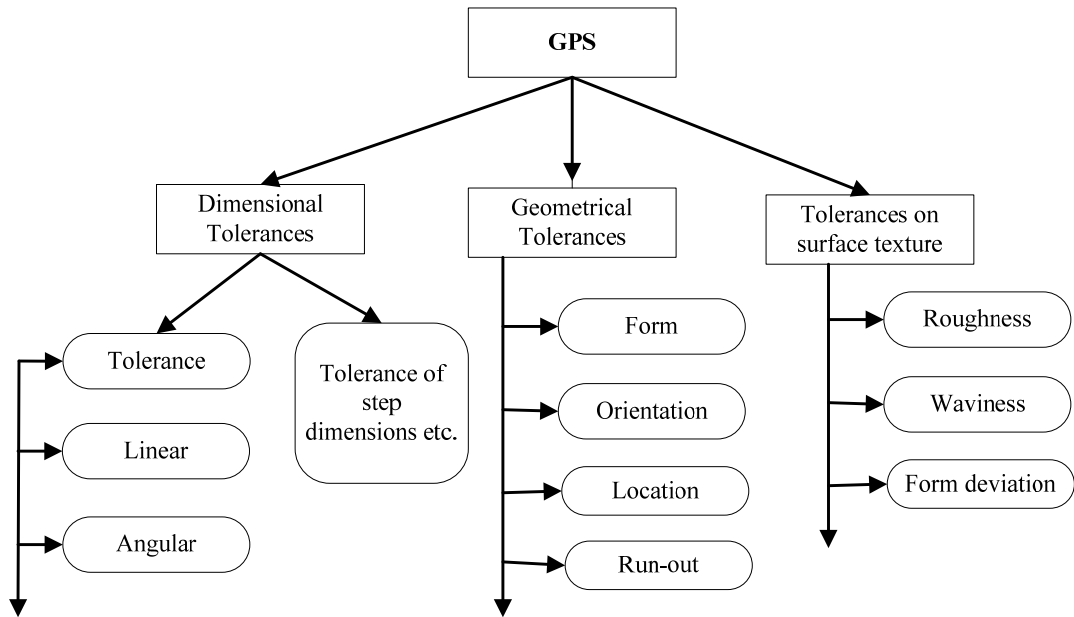 GPS
Dimensional
Tolerances
Geometrical
Tolerances
Tolerances on
surface texture
Tolerance
Linear
Angular
Tolerance of
step
dimensions etc.
Form
Orientation
Location
Run-out
Roughness
Waviness
Form deviation